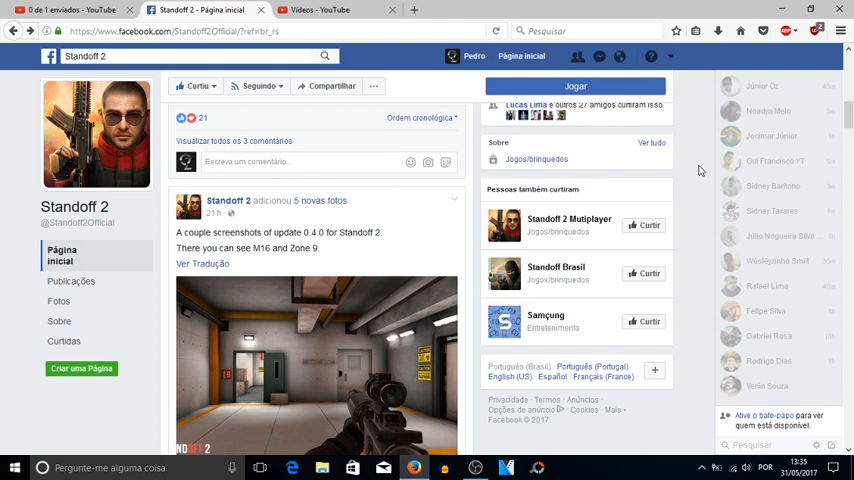 0 de 1 enviados - YouTube
Standoff 2 - Página inicial
Vídeos - YouTube
https://www.facebook.com/Standoff2Official/?ref=br_rs
Pesquisar
ABP
2
Standoff 2
Pedro
Página inicial
Curtiu
Seguindo
Compartilhar
Jogar
Lucas Lima e outros 27 amigos curtiram isso
21
Ordem cronológica
Visualizar todos os 3 comentários
Escreva um comentário...
Sobre
Ver tudo
Jogos/brinquedos
Standoff 2
@Standoff2Official
Página
inicial
Publicações
Fotos
Sobre
Curtidas
Criar uma Página
Standoff 2 adicionou 5 novas fotos.
21 h
A couple screenshots of update 0.4.0 for Standoff 2.
There you can see M16 and Zone 9.
Ver Tradução
NDOFF 2
Pessoas também curtiram
Standoff 2 Mutiplayer
Jogos/brinquedos
Curtir
Standoff Brasil
Jogos/brinquedos
Curtir
Samçung
Entretenimento
Curtir
Português (Brasil) · Português (Portugal) ·
English (US) · Español · Français (France)
Privacidade · Termos · Anúncios ·
Opções de anúncio · Cookies · Mais
Facebook © 2017
Júnior Oz
Noadya Melo
Jocimar Júnior
Gui Francisco YT
Sidney Baritono
Sidney Tavares
Júlio Nogueira Silva ...
Rafael Lima
Felipe Silva
Gabriel Rosa
Rodrigo Dias
Venin Souza
Ative o bate-papo para ver
quem está disponível.
Pesquisar
Pergunte-me alguma coisa
POR
13:35
31/05/2017